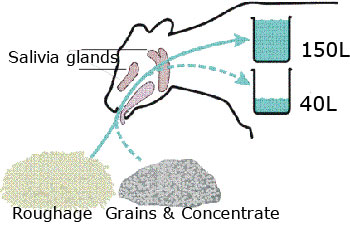 Salivia glands
150L
40L
Roughage Grains & Concentrate